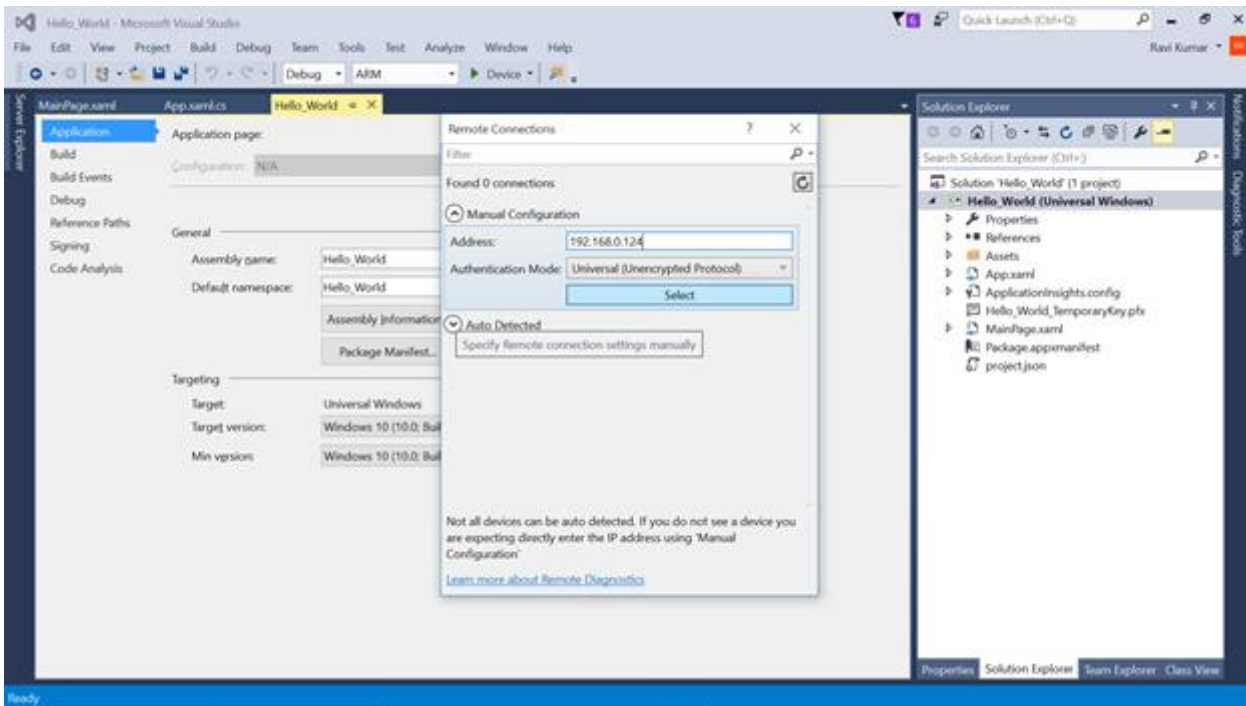 Hello_World - Microsoft Visual Studio
Quick Launch (Ctrl+Q)
File Edit View Project Build Debug Team Tools Test Analyze Window Help
Ravi Kumar
Debug ARM Device
Server Explorer
MainPage.xaml App.xaml.cs Hello_World
Application
Build
Build Events
Debug
Reference Paths
Signing
Code Analysis
Application page:
Configuration: N/A
General
Assembly name: Hello_World
Default namespace: Hello_World
Assembly Information
Package Manifest...
Targeting
Target: Universal Windows
Target version: Windows 10 (10.0; Buil
Min version: Windows 10 (10.0; Buil
Remote Connections
Filter
Found 0 connections
Manual Configuration
Address: 192.168.0.124
Authentication Mode: Universal (Unencrypted Protocol)
Select
Auto Detected
Specify Remote connection settings manually
Not all devices can be auto detected. If you do not see a device you
are expecting directly enter the IP address using 'Manual
Configuration'
Learn more about Remote Diagnostics
Solution Explorer
Search Solution Explorer (Ctrl+;)
Solution 'Hello_World' (1 project)
Hello_World (Universal Windows)
Properties
References
Assets
App.xaml
ApplicationInsights.config
Hello_World_TemporaryKey.pfx
MainPage.xaml
Package.appxmanifest
project.json
Properties Solution Explorer Team Explorer Class View
Notifications
Diagnostic Tools
Ready